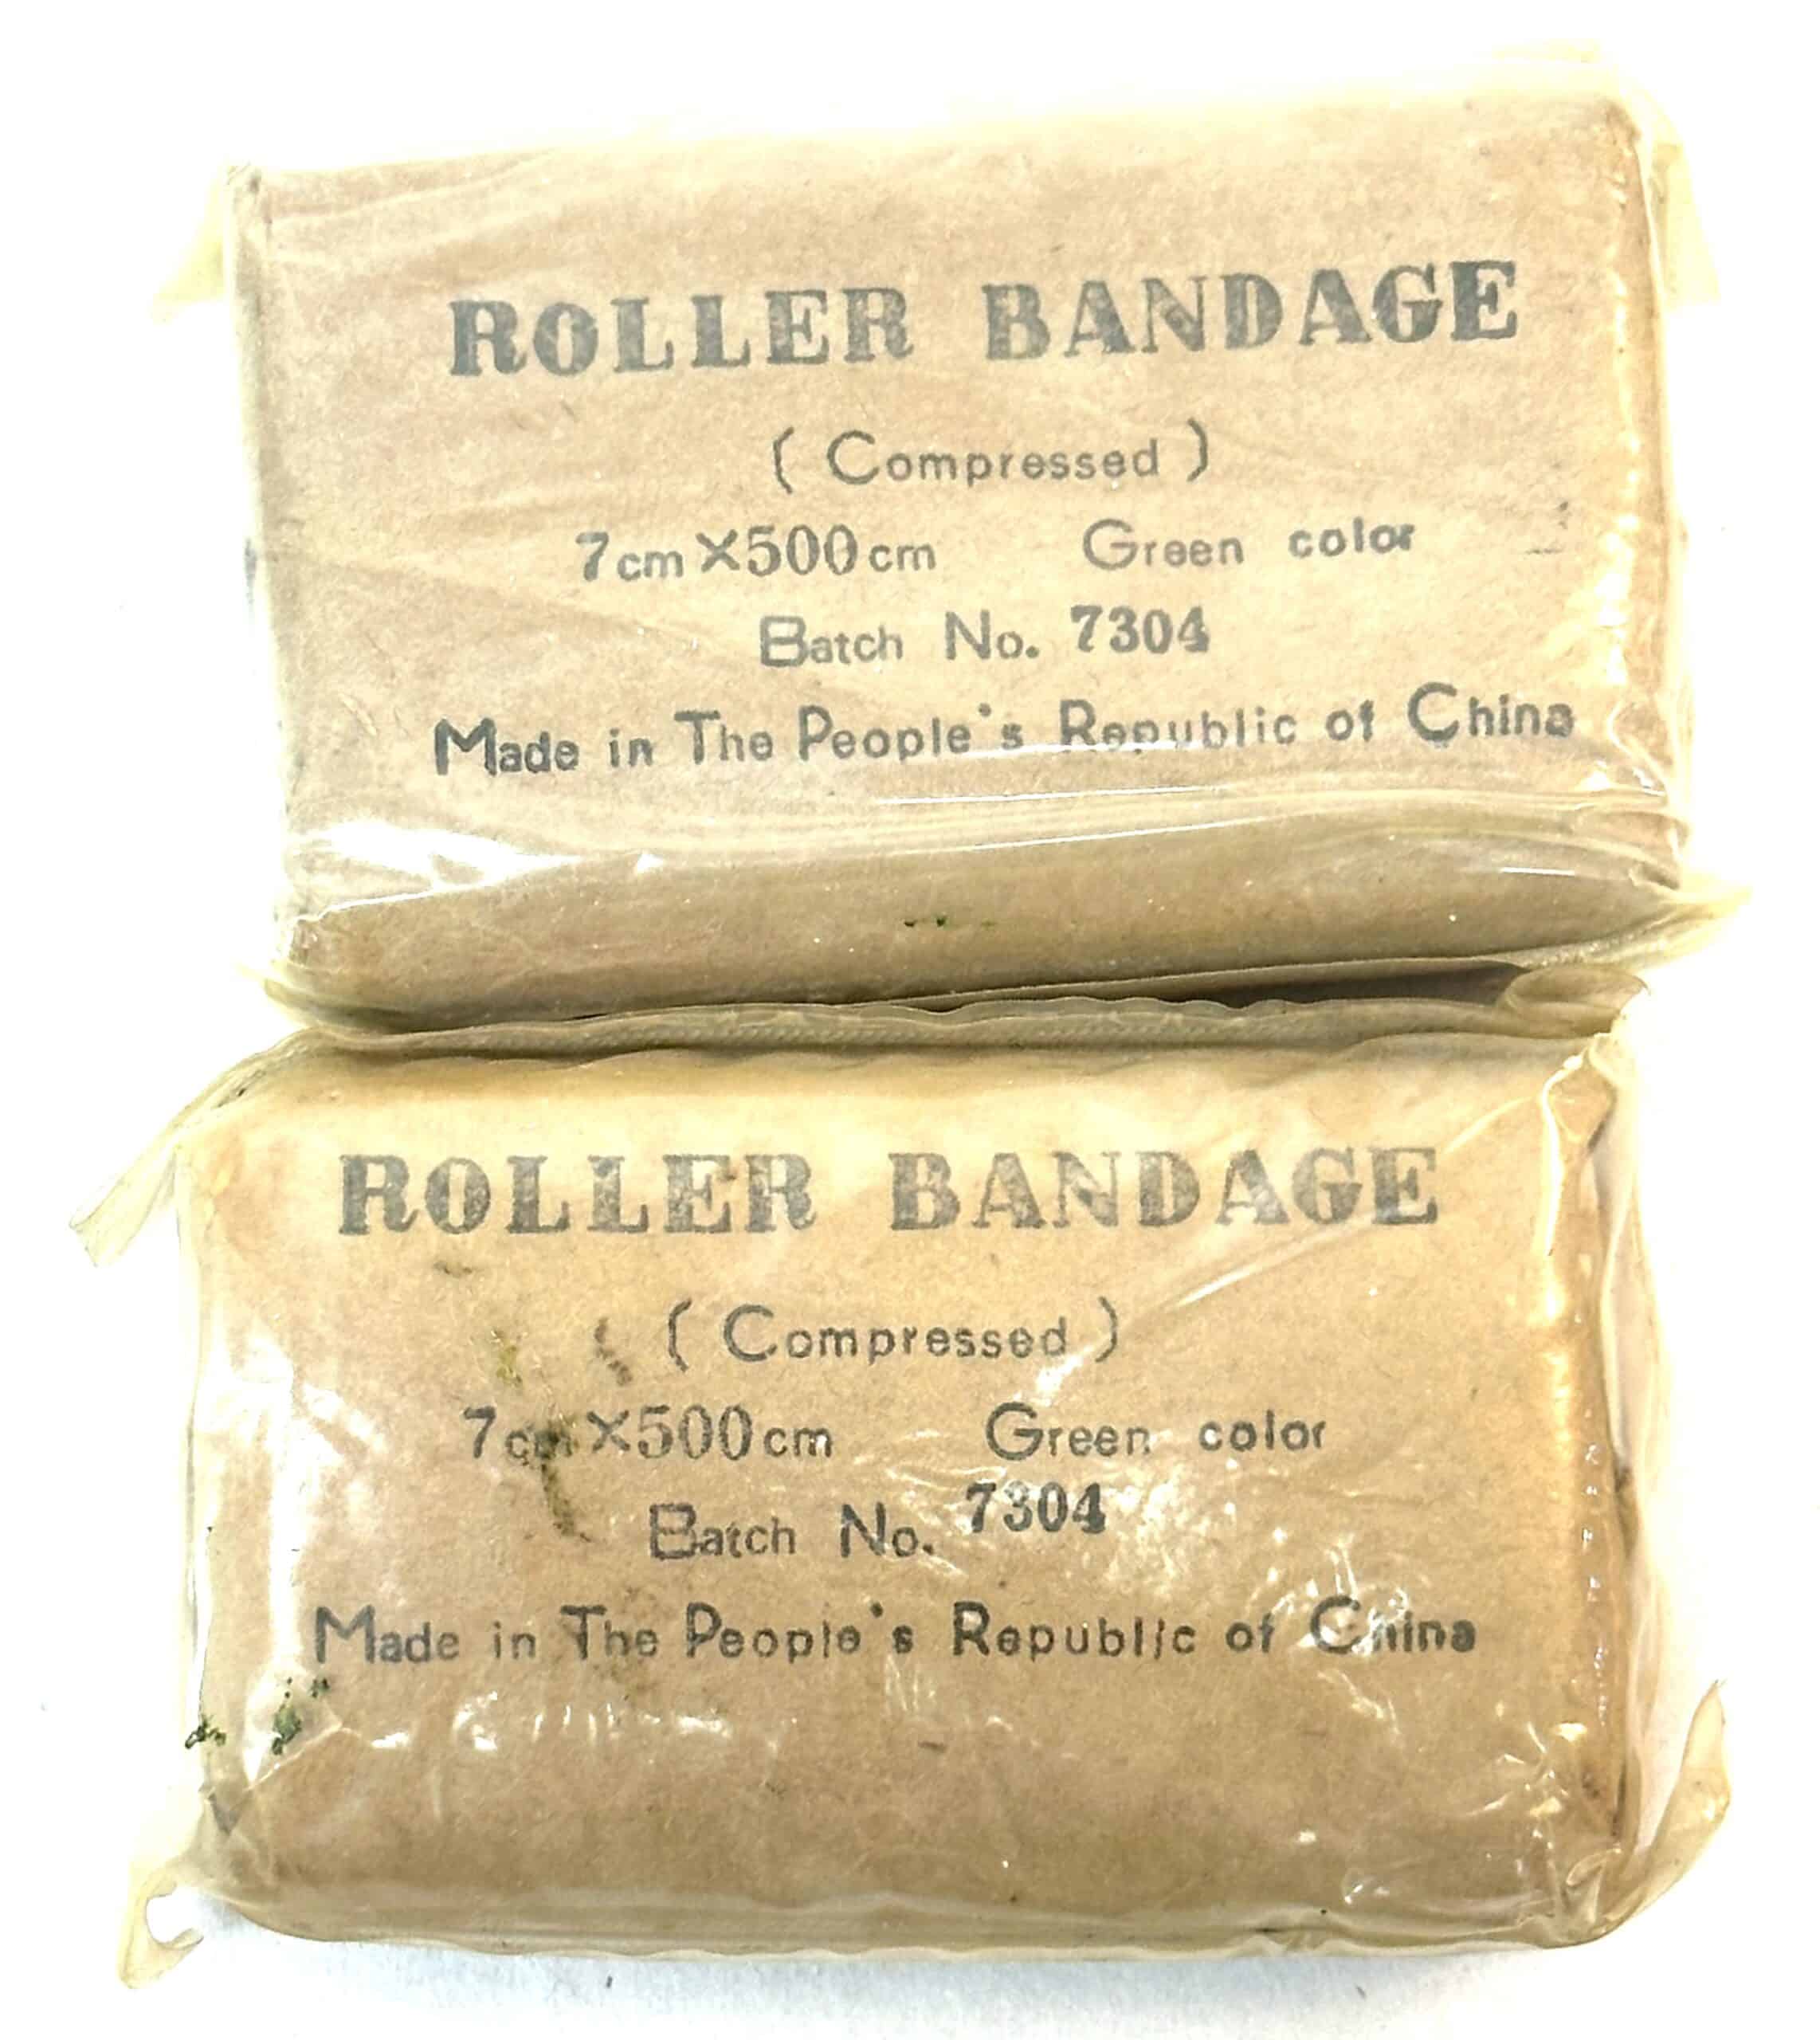 ROLLER BANDAGE
( Compressed )
7cm×500cm Green color
Batch No. 7304
Made in The People's Republic of China
ROLLER BANDAGE
( Compressed )
7cm×500cm Green color
Batch No. 7304
Made in The People's Republic of China